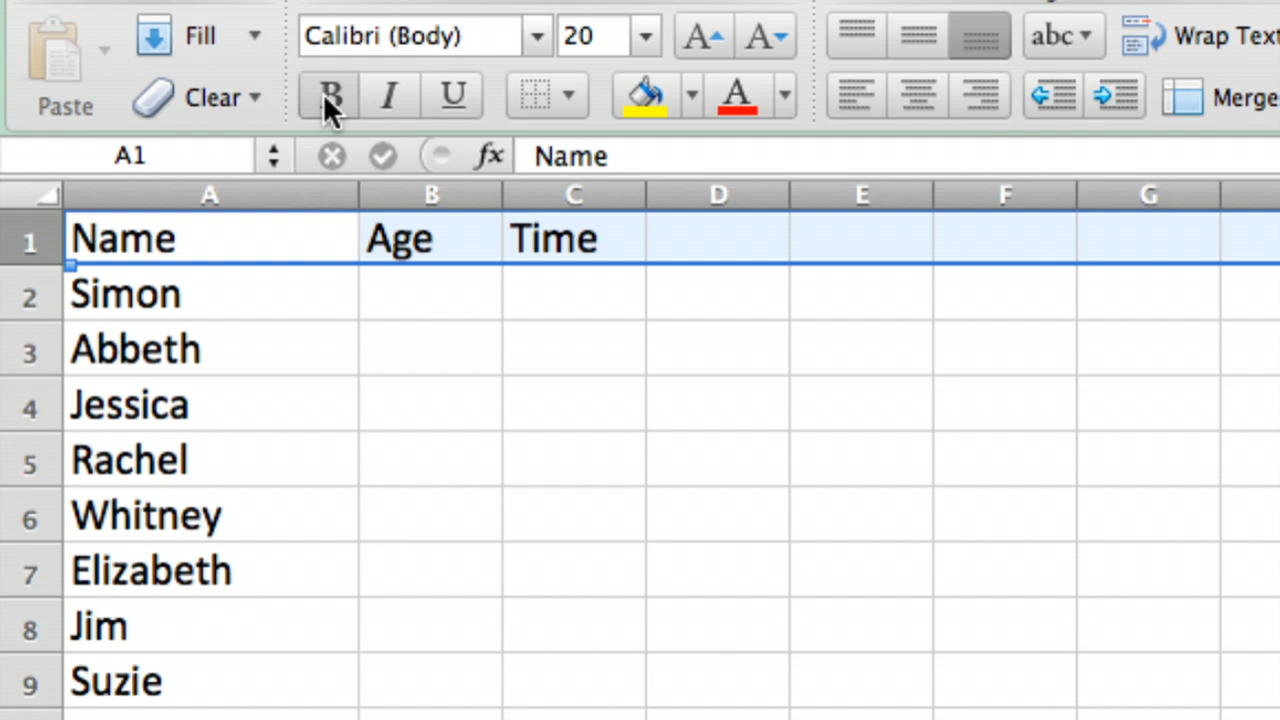 Fill Calibri (Body) 20 A A abc Wrap Text
Paste Clear B I U A Merge
A1 fx Name
A B C D E F G
1 Name Age Time
2 Simon
3 Abbeth
4 Jessica
5 Rachel
6 Whitney
7 Elizabeth
8 Jim
9 Suzie